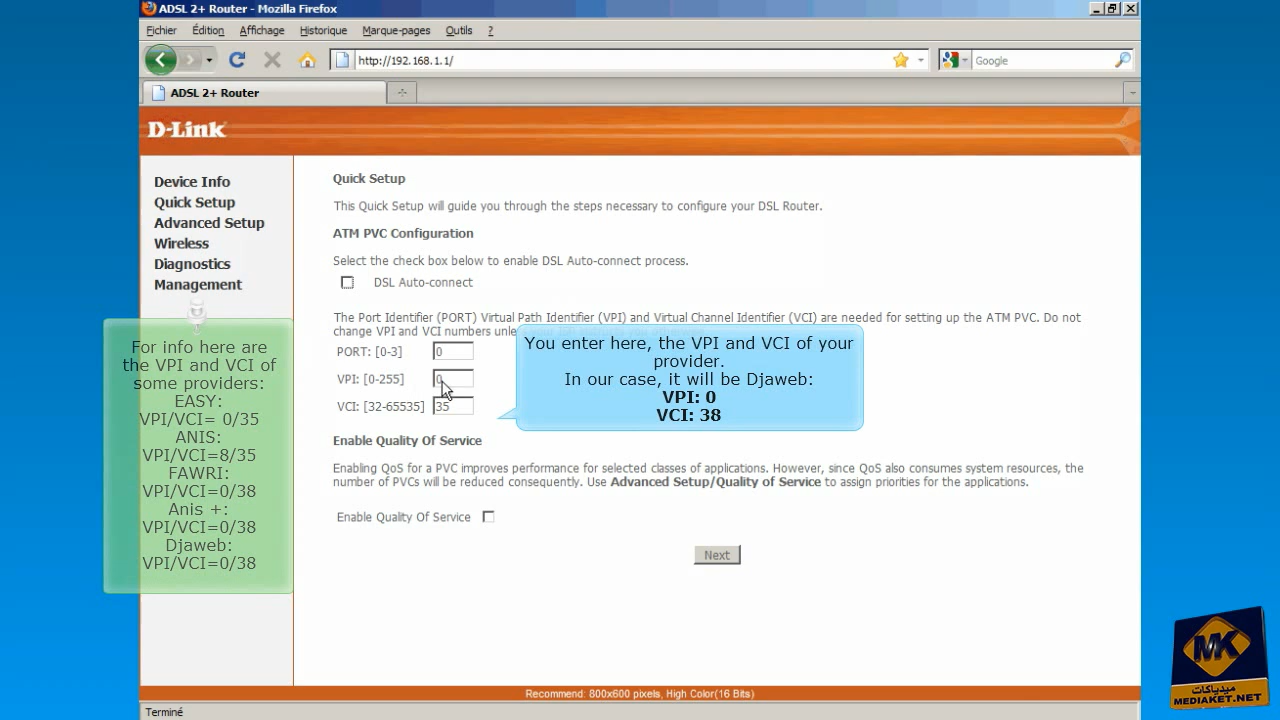 ADSL 2+ Router - Mozilla Firefox
Fichier Édition Affichage Historique Marque-pages Outils ?
http://192.168.1.1/
Google
ADSL 2+ Router
D-Link
Device Info
Quick Setup
Advanced Setup
Wireless
Diagnostics
Management
For info here are
the VPI and VCI of
some providers:
EASY:
VPI/VCI= 0/35
ANIS:
VPI/VCI=8/35
FAWRI:
VPI/VCI=0/38
Anis +:
VPI/VCI=0/38
Djaweb:
VPI/VCI=0/38
Quick Setup
This Quick Setup will guide you through the steps necessary to configure your DSL Router.
ATM PVC Configuration
Select the check box below to enable DSL Auto-connect process.
DSL Auto-connect
The Port Identifier (PORT) Virtual Path Identifier (VPI) and Virtual Channel Identifier (VCI) are needed for setting up the ATM PVC. Do not
change VPI and VCI numbers
PORT: [0-3] 0
VPI: [0-255] 0
VCI: [32-65535] 35
You enter here, the VPI and VCI of your
provider.
In our case, it will be Djaweb:
VPI: 0
VCI: 38
Enable Quality Of Service
Enabling QoS for a PVC improves performance for selected classes of applications. However, since QoS also consumes system resources, the
number of PVCs will be reduced consequently. Use Advanced Setup/Quality of Service to assign priorities for the applications.
Enable Quality Of Service
Next
Recommend: 800x600 pixels, High Color(16 Bits)
Terminé
MK
ميدياكات
MEDIAKET.NET